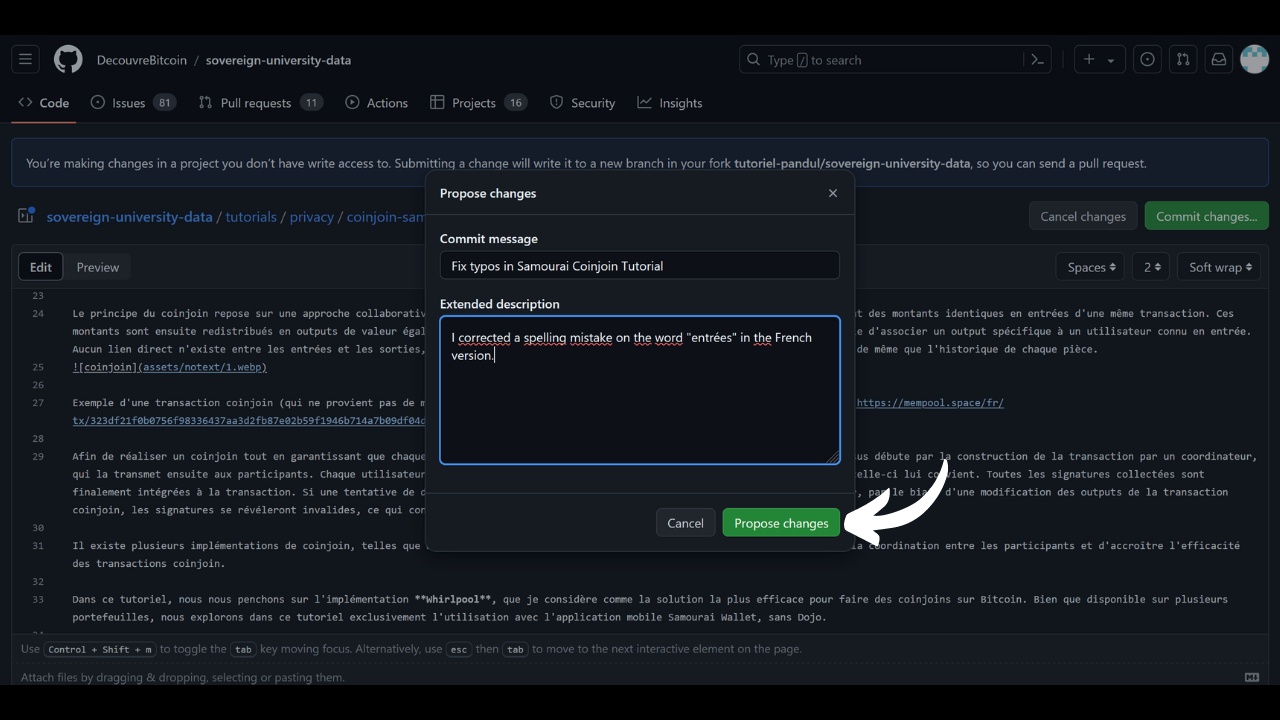 DecouvreBitcoin / sovereign-university-data
Type / to search
Code
Issues 81
Pull requests 11
Actions
Projects 16
Security
Insights
You're making changes in a project you don't have write access to. Submitting a change will write it to a new branch in your fork tutoriel-pandul/sovereign-university-data, so you can send a pull request.
sovereign-university-data / tutorials / privacy / coinjoin-sam
Cancel changes
Commit changes...
Edit
Preview
Spaces
2
Soft wrap
Propose changes
Commit message
Fix typos in Samourai Coinjoin Tutorial
Extended description
I corrected a spelling mistake on the word "entrées" in the French
version.
Cancel
Propose changes
23
24 Le principe du coinjoin repose sur une approche collaborativ t des montants identiques en entrées d'une même transaction. Ces
montants sont ensuite redistribués en outputs de valeur égal e d'associer un output spécifique à un utilisateur connu en entrée.
Aucun lien direct n'existe entre les entrées et les sorties, de même que l'historique de chaque pièce.
25 ![coinjoin](assets/notext/1.webp)
26
27 Exemple d'une transaction coinjoin (qui ne provient pas de m https://mempool.space/fr/
tx/323df21f0b0756f98336437aa3d2fb87e02b59f1946b714a7b09df04d
28
29 Afin de réaliser un coinjoin tout en garantissant que chaque us débute par la construction de la transaction par un coordinateur,
qui la transmet ensuite aux participants. Chaque utilisateur elle-ci lui convient. Toutes les signatures collectées sont
finalement intégrées à la transaction. Si une tentative de d , par le biais d'une modification des outputs de la transaction
coinjoin, les signatures se révéleront invalides, ce qui con
30
31 Il existe plusieurs implémentations de coinjoin, telles que la coordination entre les participants et d'accroître l'efficacité
des transactions coinjoin.
32
33 Dans ce tutoriel, nous nous penchons sur l'implémentation **Whirlpool**, que je considère comme la solution la plus efficace pour faire des coinjoins sur Bitcoin. Bien que disponible sur plusieurs
portefeuilles, nous explorons dans ce tutoriel exclusivement l'utilisation avec l'application mobile Samourai Wallet, sans Dojo.
Use Control + Shift + m to toggle the tab key moving focus. Alternatively, use esc then tab to move to the next interactive element on the page.
Attach files by dragging & dropping, selecting or pasting them.